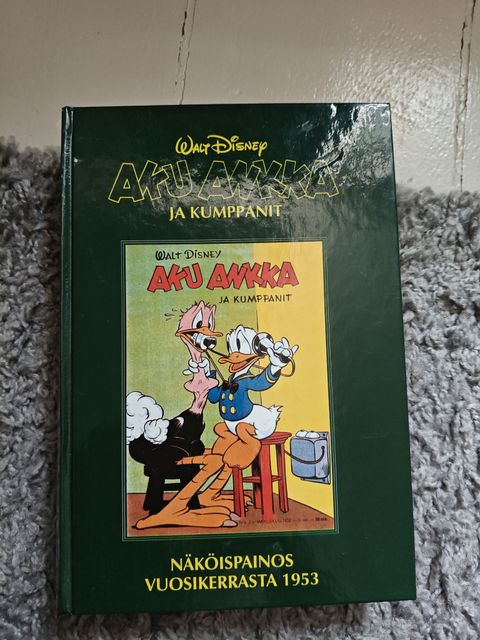 WALT DISNEY
AKU ANKKA
JA KUMPPANIT
WALT DISNEY
AKU ANKKA
JA KUMPPANIT
NÄKÖISPAINOS
VUOSIKERRASTA 1953